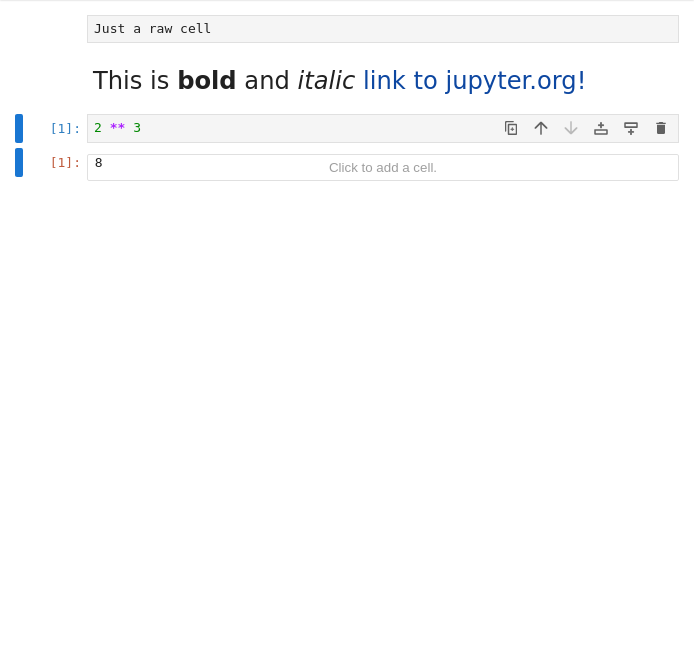 Just a raw cell
This is bold and italic link to jupyter.org!
[1]: 2 ** 3
[1]: 8
Click to add a cell.